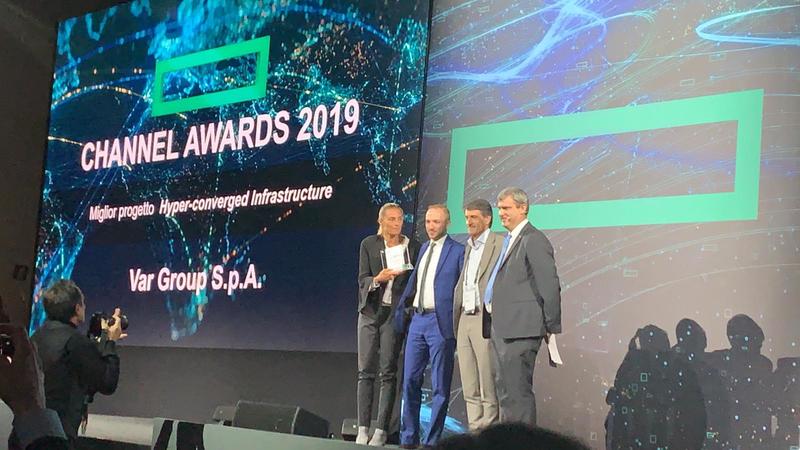 CHANNEL AWARDS 2019
Miglior progetto Hyper-converged Infrastructure
Var Group S.p.A.